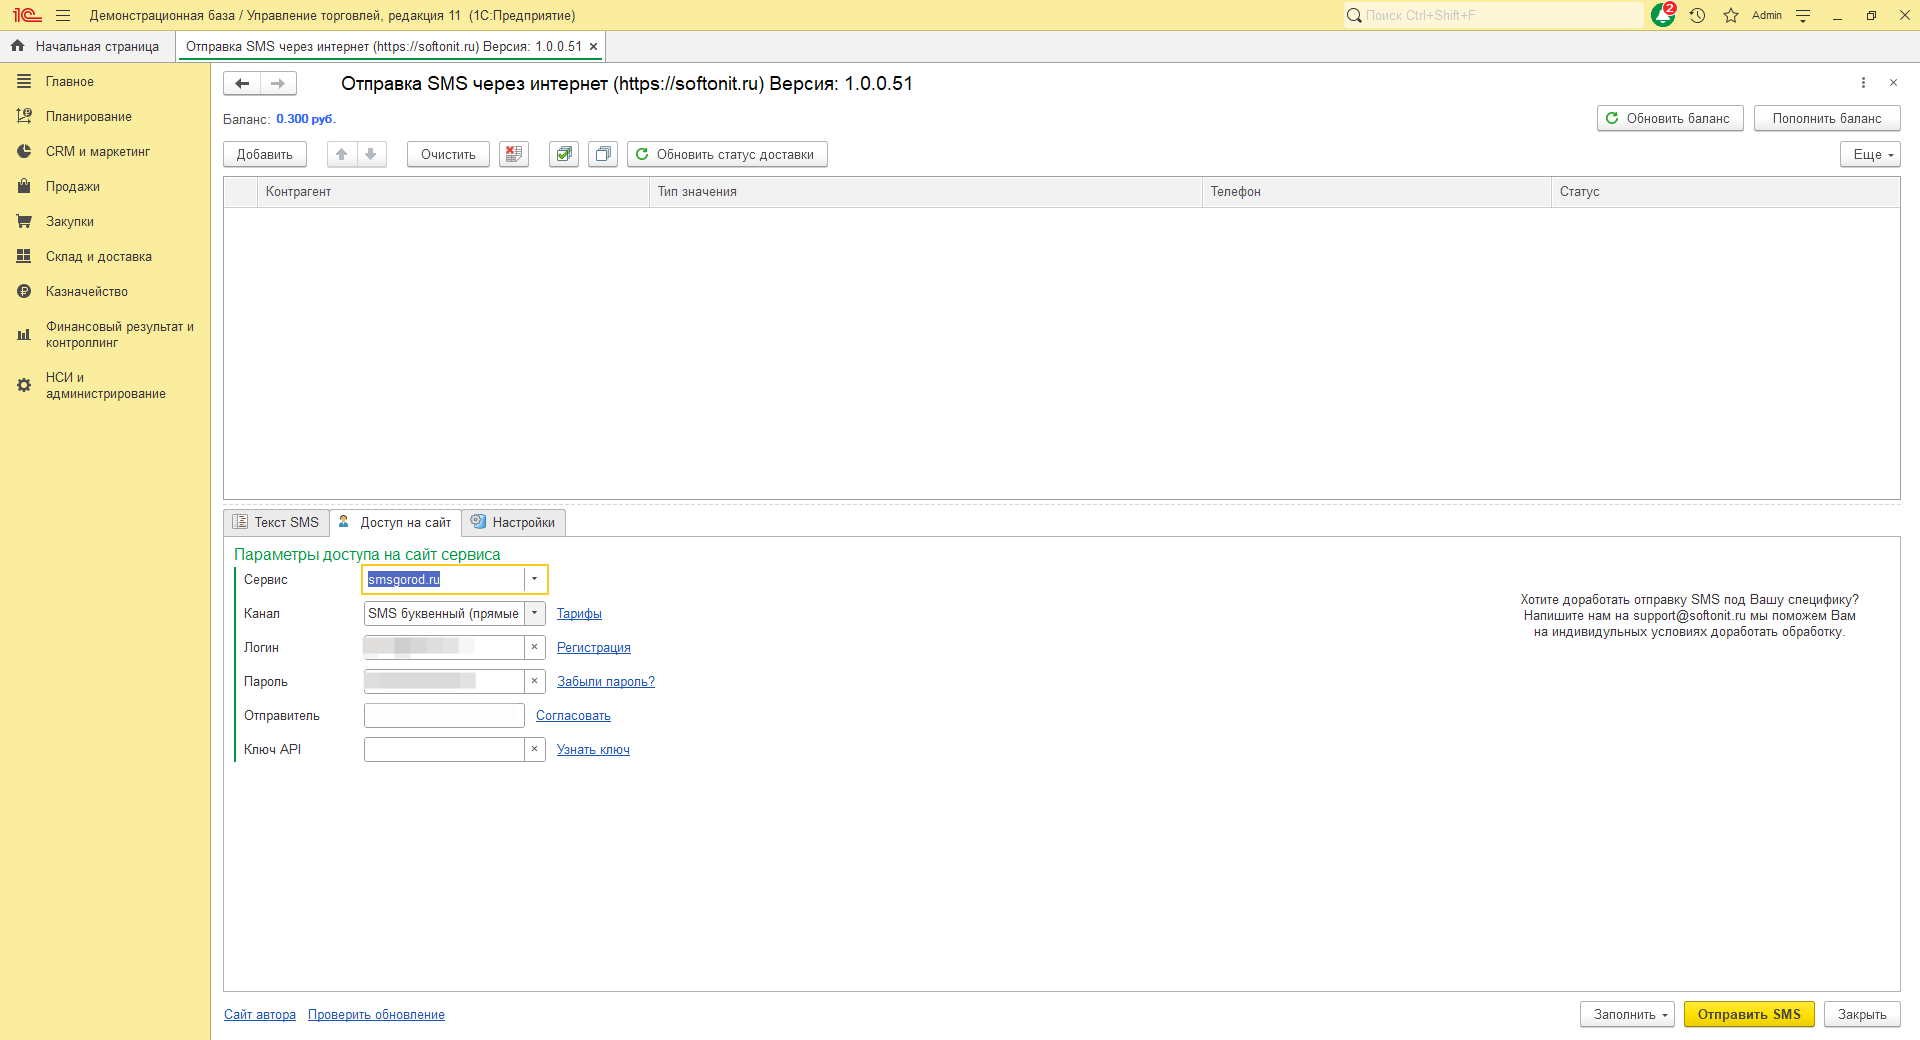 1С Демонстрационная база / Управление торговлей, редакция 11 (1С:Предприятие) Поиск Ctrl+Shift+F 2 Admin
Начальная страница Отправка SMS через интернет (https://softonit.ru) Версия: 1.0.0.51
Главное
Планирование
CRM и маркетинг
Продажи
Закупки
Склад и доставка
Казначейство
Финансовый результат и
контроллинг
НСИ и
администрирование
Отправка SMS через интернет (https://softonit.ru) Версия: 1.0.0.51
Баланс: 0.300 руб. Обновить баланс Пополнить баланс
Добавить Очистить Обновить статус доставки Еще
Контрагент Тип значения Телефон Статус
Текст SMS Доступ на сайт Настройки
Параметры доступа на сайт сервиса
Сервис smsgorod.ru
Канал SMS буквенный (прямые Тарифы
Логин Регистрация
Пароль Забыли пароль?
Отправитель Согласовать
Ключ API Узнать ключ
Хотите доработать отправку SMS под Вашу специфику?
Напишите нам на support@softonit.ru мы поможем Вам
на индивидульных условиях доработать обработку.
Сайт автора Проверить обновление Заполнить Отправить SMS Закрыть